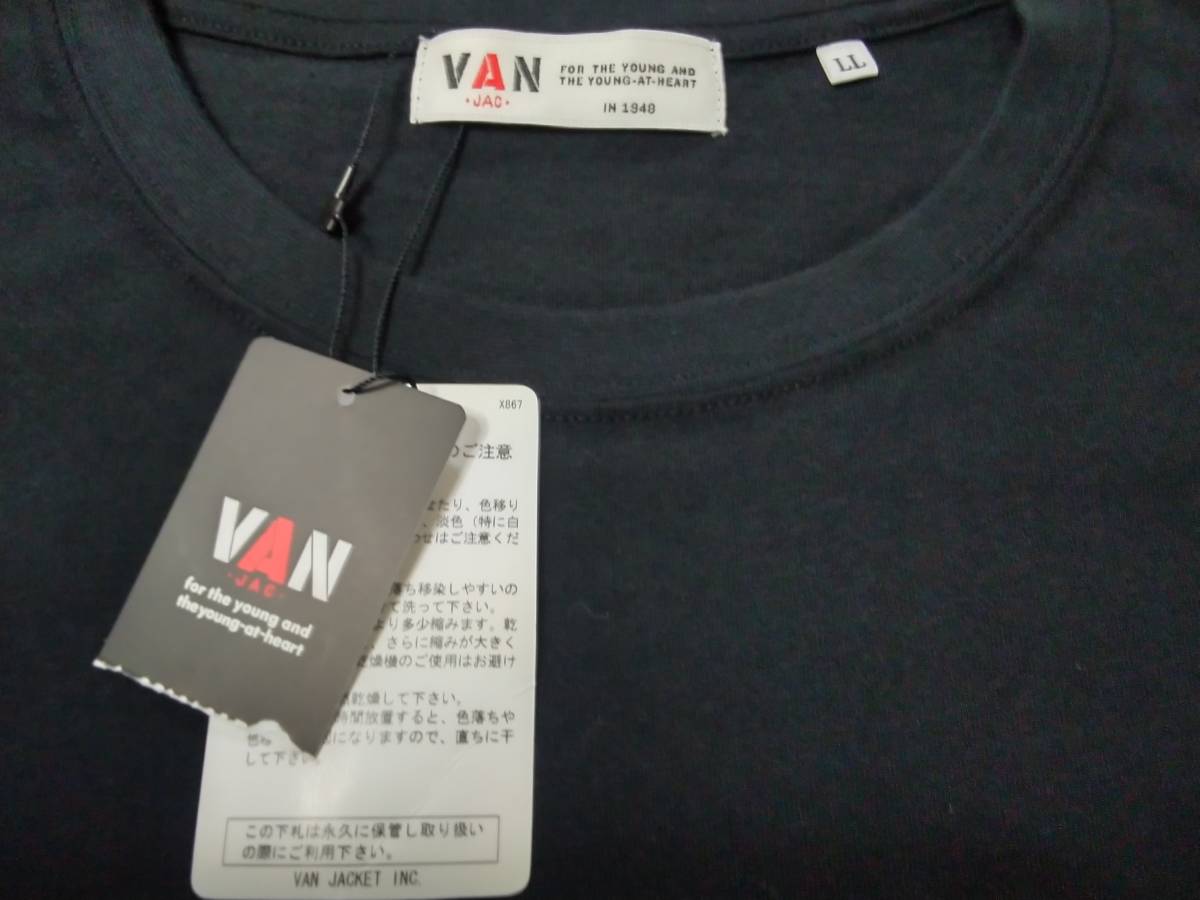 VAN
JAC
FOR THE YOUNG AND
THE YOUNG-AT-HEART
IN 1948
LL
VAN
JAC
for the young and
the young-at-heart
X867
のご注意
たり、色移り
、淡色（特に白
わせはご注意くだ
落ち移染しやすいの
て洗って下さい。
より多少縮みます。乾
、さらに縮みが大きく
乾燥機のご使用はお避け
乾燥して下さい。
時間放置すると、色落ちや
になりますので、直ちに干
して下さい
この下札は永久に保管し取り扱い
の際にご利用下さい。
VAN JACKET INC.